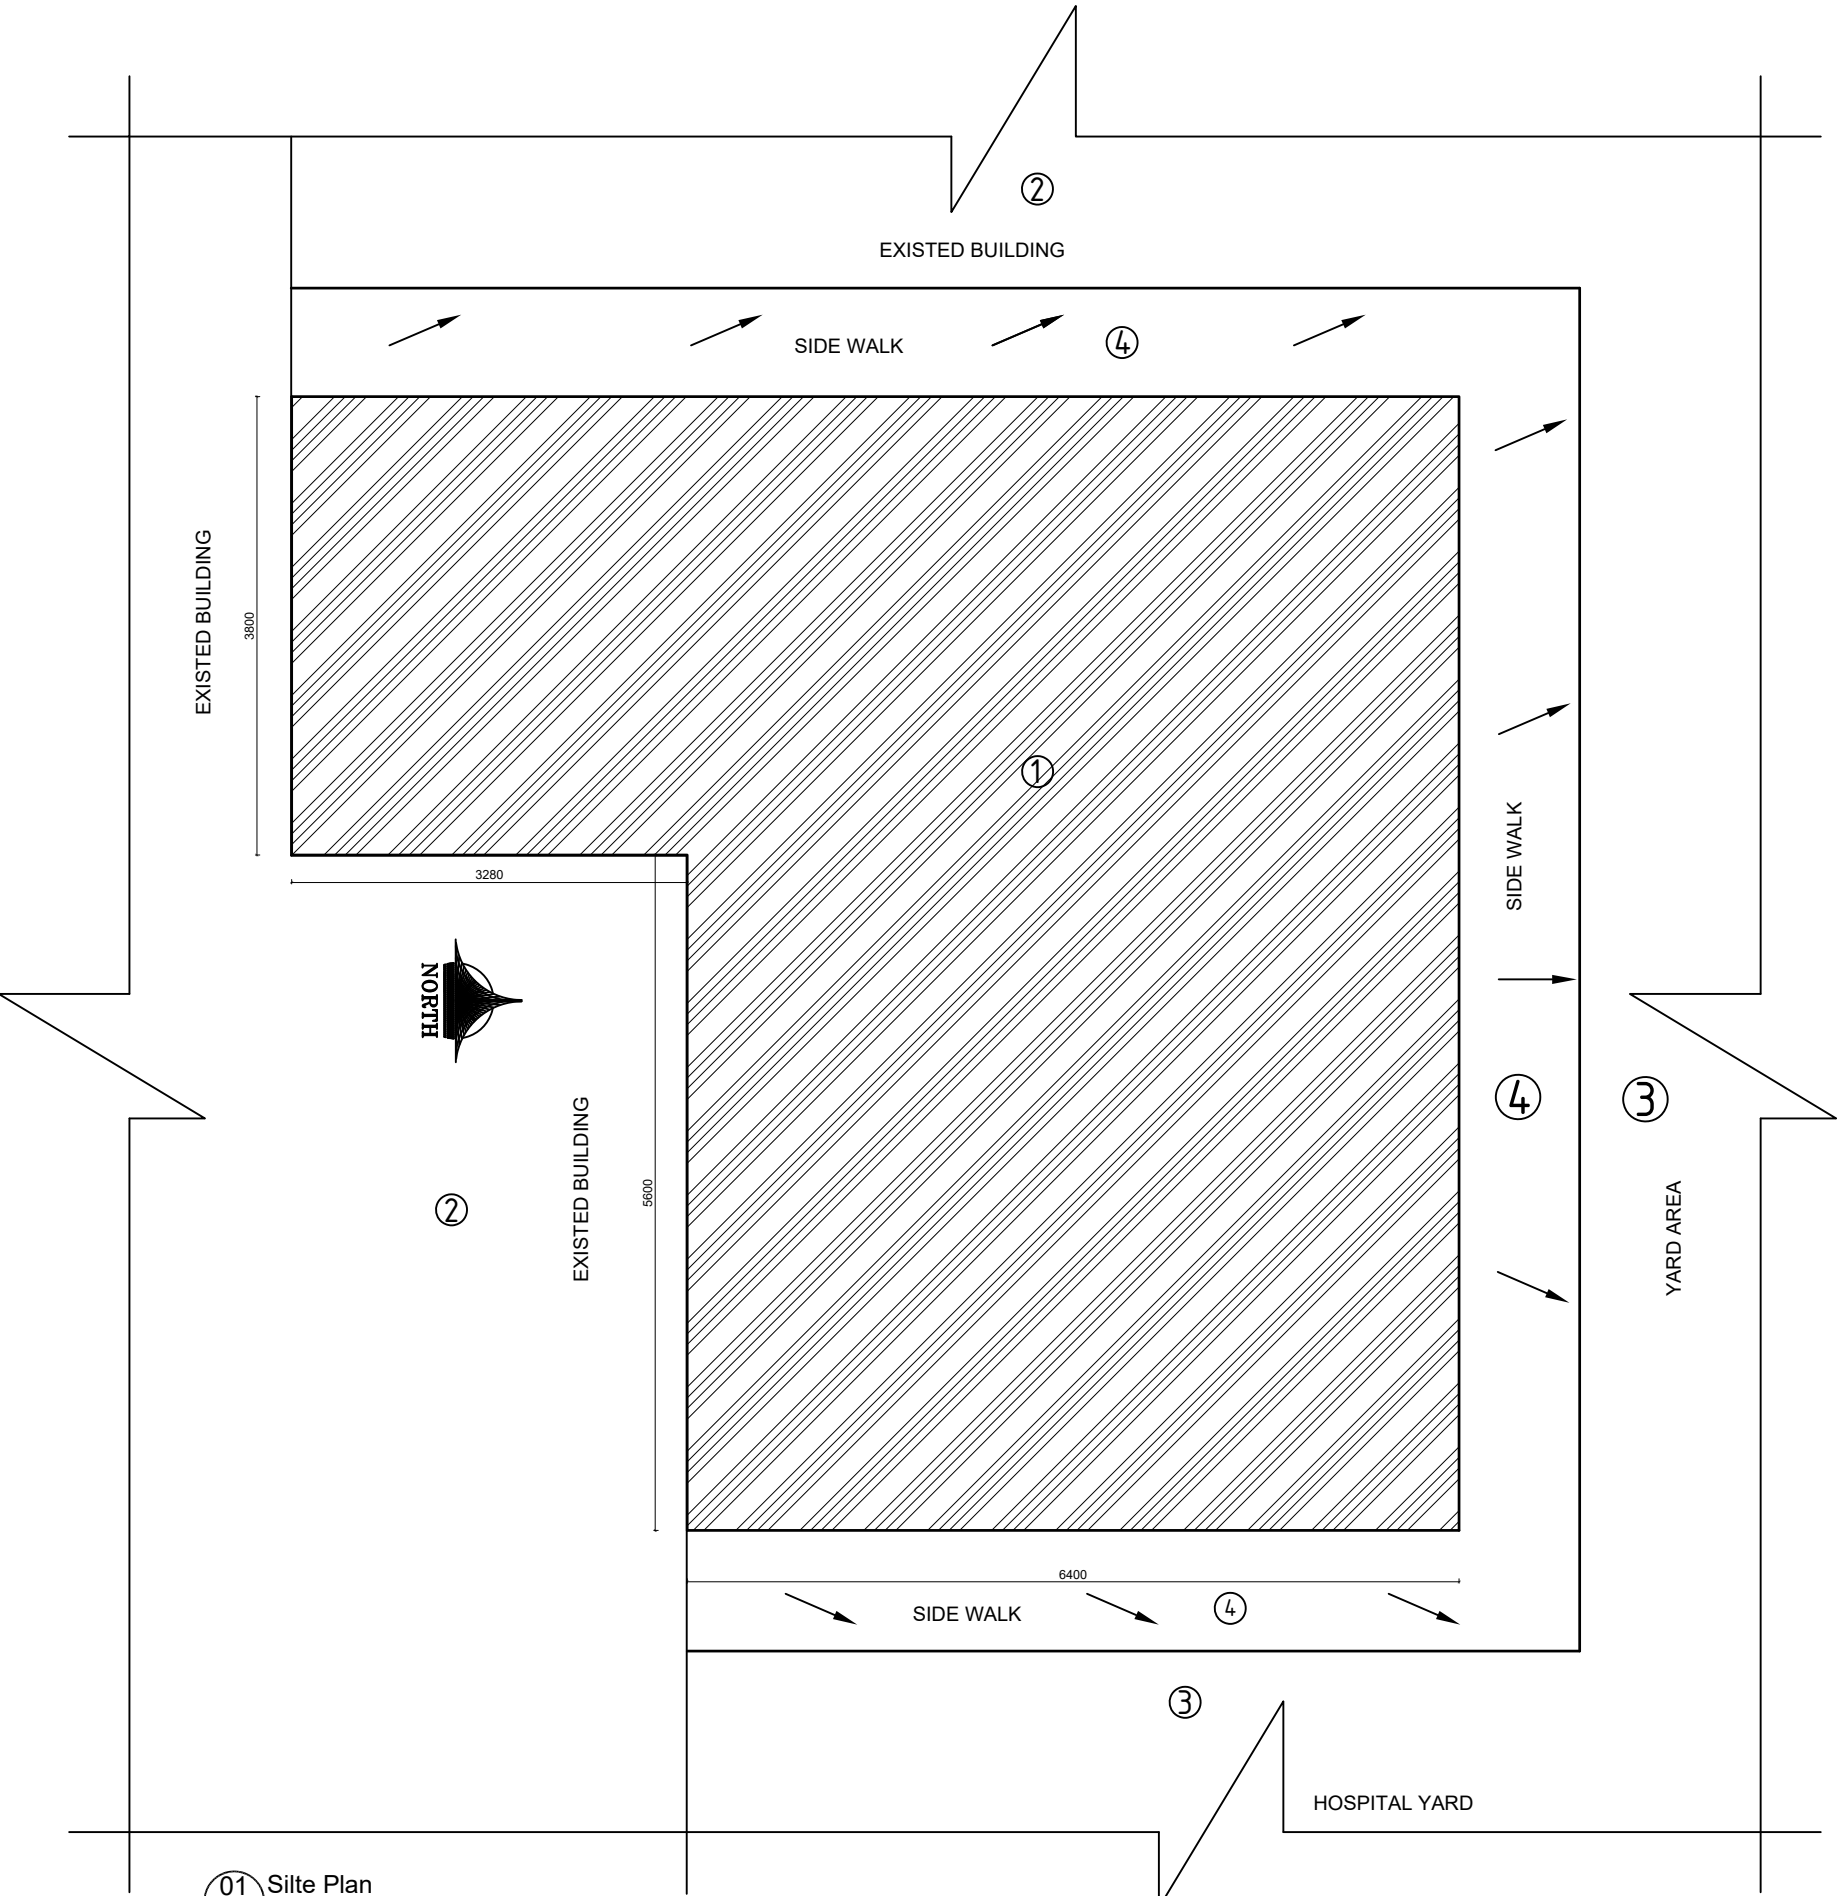 2
EXISTED BUILDING
SIDE WALK
4
EXISTED BUILDING
3800
1
SIDE WALK
3280
NORTH
4
3
EXISTED BUILDING
5600
2
YARD AREA
6400
SIDE WALK
4
3
HOSPITAL YARD
01 Silte Plan